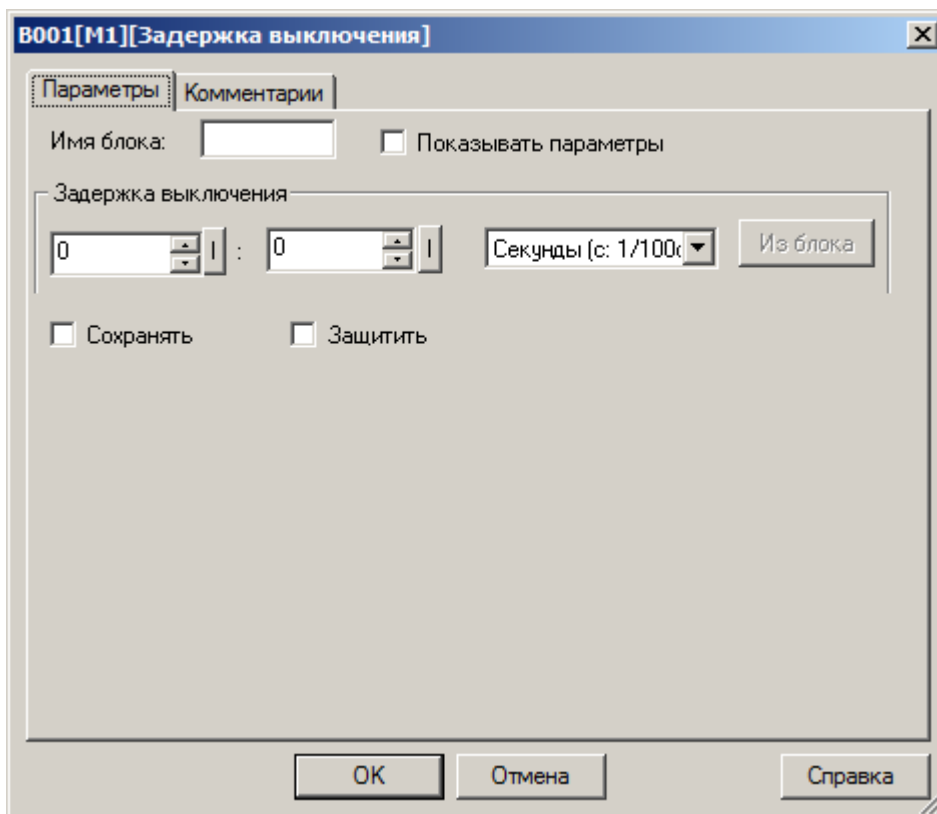 B001[M1][Задержка выключения]
Параметры Комментарии
Имя блока: Показывать параметры
Задержка выключения
0 : 0 Секунды (с: 1/100с Из блока
Сохранять Защитить
OK Отмена Справка